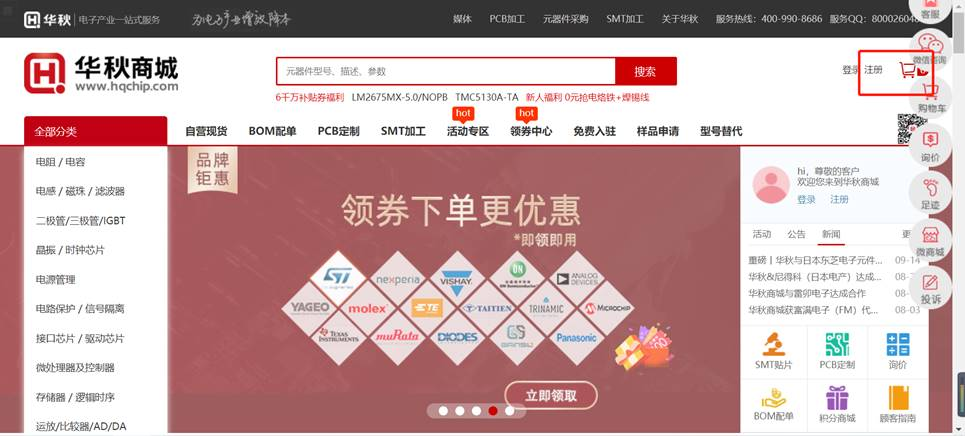 华秋 电子产业一站式服务 为电子产业增效降本 媒体 PCB加工 元器件采购 SMT加工 关于华秋 服务热线：400-990-8686 服务QQ：
客服
华秋商城
www.hqchip.com
元器件型号、描述、参数 搜索
登录 注册
微信咨询
6千万补贴券福利 LM2675MX-5.0/NOPB TMC5130A-TA 新人福利 0元抢电烙铁+焊锡线
购物车
hot hot
全部分类 自营现货 BOM配单 PCB定制 SMT加工 活动专区 领券中心 免费入驻 样品申请 型号替代
询价
电阻 / 电容
电感 / 磁珠 / 滤波器
二极管/三极管/IGBT
晶振 / 时钟芯片
电源管理
电路保护 / 信号隔离
接口芯片 / 驱动芯片
微处理器及控制器
存储器 / 逻辑时序
运放/比较器/AD/DA
品牌
钜惠
领券下单更优惠
*即领即用
ST nexperia VISHAY ON ON Semiconductor ANALOG DEVICES
YAGEO molex TE TAITIEN TRINAMIC MICROCHIP
TEXAS INSTRUMENTS muRata DIODES Panasonic
立即领取
hi，尊敬的客户
欢迎您来到华秋商城
登录 注册
足迹
活动 公告 新闻
微商城
重磅丨华秋与日本东芝电子元件... 09-14
华秋&尼得科（日本电产）达成...
华秋商城与雷卯电子达成合作
华秋商城获富满电子（FM）代... 08-03
投诉
SMT贴片 PCB定制 询价
BOM配单 积分商城 顾客指南